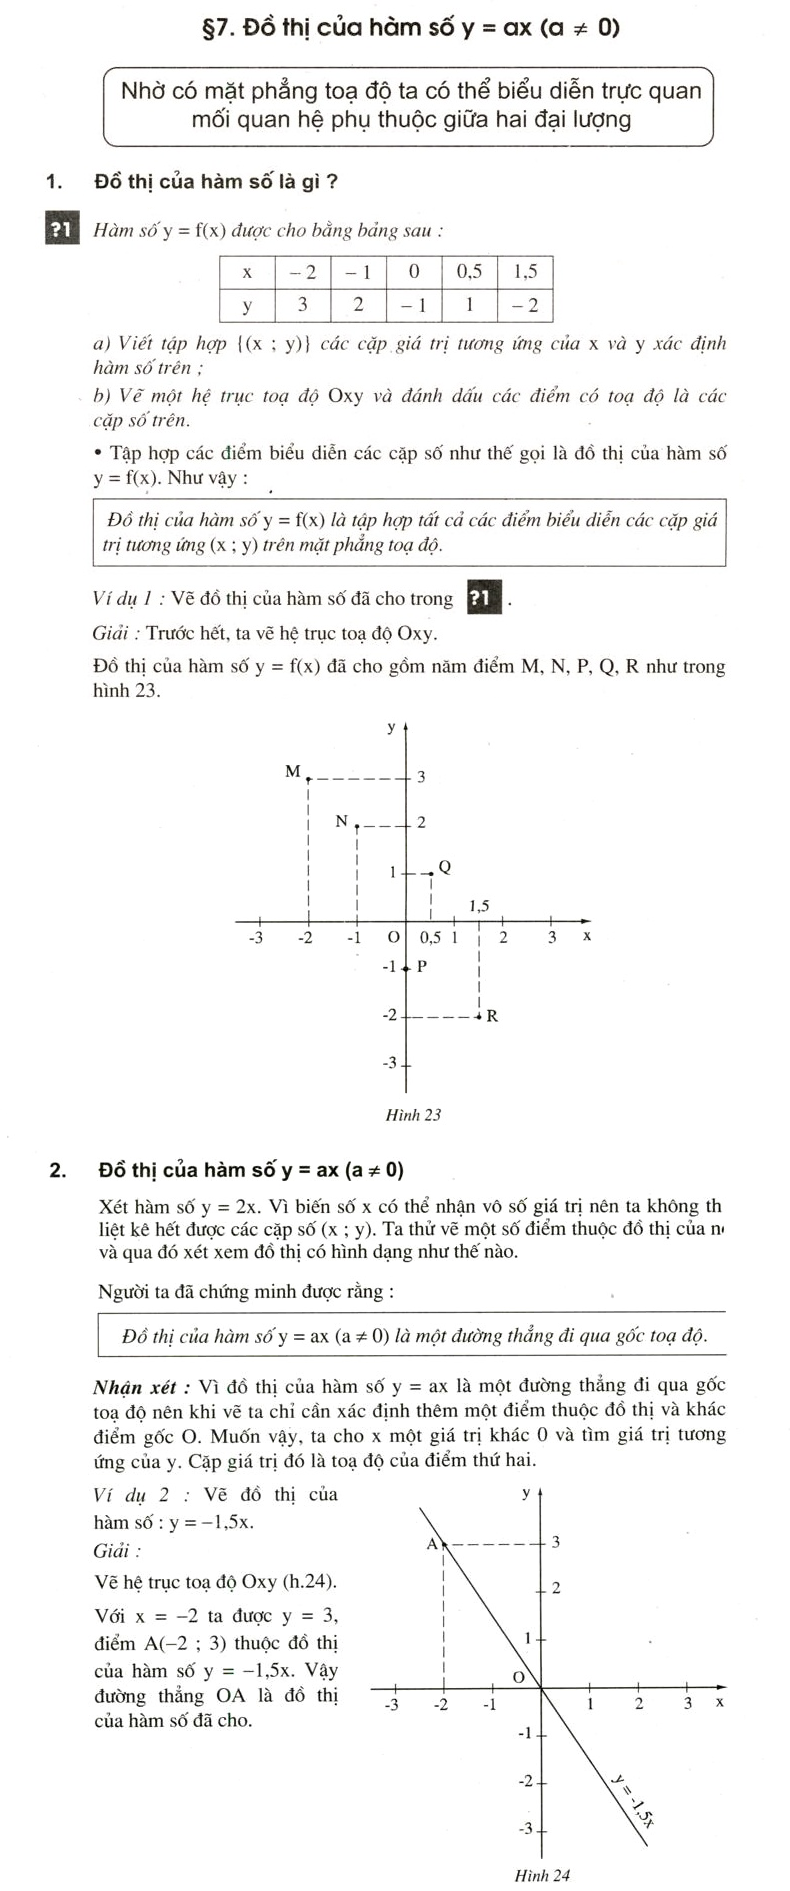 §7. Đồ thị của hàm số y = ax (a ≠ 0)
Nhờ có mặt phẳng toạ độ ta có thể biểu diễn trực quan
mối quan hệ phụ thuộc giữa hai đại lượng
1. Đồ thị của hàm số là gì ?
?1 Hàm số y = f(x) được cho bằng bảng sau :
x – 2 – 1 0 0,5 1,5
y 3 2 – 1 1 – 2
a) Viết tập hợp {(x ; y)} các cặp giá trị tương ứng của x và y xác định
hàm số trên ;
b) Vẽ một hệ trục toạ độ Oxy và đánh dấu các điểm có toạ độ là các
cặp số trên.
• Tập hợp các điểm biểu diễn các cặp số như thế gọi là đồ thị của hàm số
y = f(x). Như vậy :
Đồ thị của hàm số y = f(x) là tập hợp tất cả các điểm biểu diễn các cặp giá
trị tương ứng (x ; y) trên mặt phẳng toạ độ.
Ví dụ 1 : Vẽ đồ thị của hàm số đã cho trong ?1 .
Giải : Trước hết, ta vẽ hệ trục toạ độ Oxy.
Đồ thị của hàm số y = f(x) đã cho gồm năm điểm M, N, P, Q, R như trong
hình 23.
y
M 3
N 2
1 Q
1,5
-3 -2 -1 O 0,5 1 2 3 x
-1 P
-2 R
-3
Hình 23
2. Đồ thị của hàm số y = ax (a ≠ 0)
Xét hàm số y = 2x. Vì biến số x có thể nhận vô số giá trị nên ta không th
liệt kê hết được các cặp số (x ; y). Ta thử vẽ một số điểm thuộc đồ thị của n
và qua đó xét xem đồ thị có hình dạng như thế nào.
Người ta đã chứng minh được rằng :
Đồ thị của hàm số y = ax (a ≠ 0) là một đường thẳng đi qua gốc toạ độ.
Nhận xét : Vì đồ thị của hàm số y = ax là một đường thẳng đi qua gốc
toạ độ nên khi vẽ ta chỉ cần xác định thêm một điểm thuộc đồ thị và khác
điểm gốc O. Muốn vậy, ta cho x một giá trị khác 0 và tìm giá trị tương
ứng của y. Cặp giá trị đó là toạ độ của điểm thứ hai.
Ví dụ 2 : Vẽ đồ thị của
hàm số : y = –1,5x.
Giải :
Vẽ hệ trục toạ độ Oxy (h.24).
Với x = –2 ta được y = 3,
điểm A(–2 ; 3) thuộc đồ thị
của hàm số y = –1,5x. Vậy
đường thẳng OA là đồ thị
của hàm số đã cho.
y
A 3
2
1
O
-3 -2 -1 1 2 3 x
-1
-2
y = -1,5x
-3
Hình 24